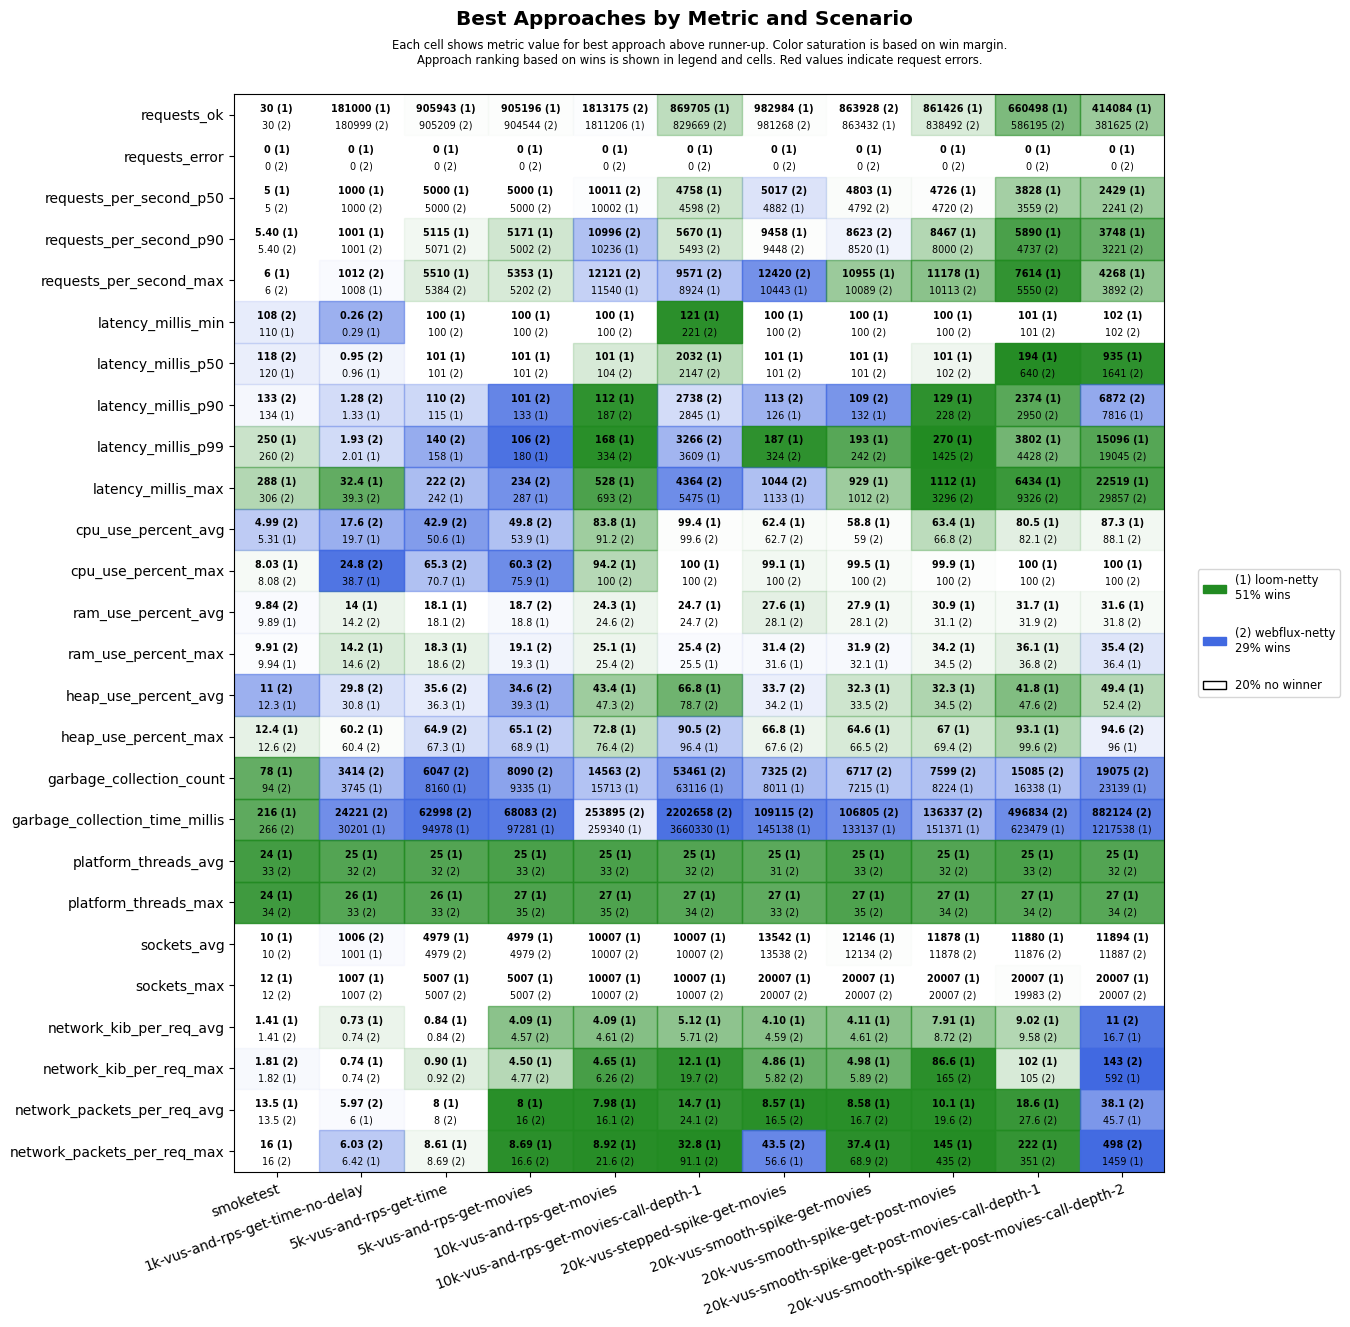 Best Approaches by Metric and Scenario
Each cell shows metric value for best approach above runner-up. Color saturation is based on win margin.
Approach ranking based on wins is shown in legend and cells. Red values indicate request errors.
requests_ok
30 (1) 181000 (1) 905943 (1) 905196 (1) 1813175 (2) 869705 (1) 982984 (1) 863928 (2) 861426 (1) 660498 (1) 414084 (1)
30 (2) 180999 (2) 905209 (2) 904544 (2) 1811206 (1) 829669 (2) 981268 (2) 863432 (1) 838492 (2) 586195 (2) 381625 (2)
requests_error
0 (1) 0 (1) 0 (1) 0 (1) 0 (1) 0 (1) 0 (1) 0 (1) 0 (1) 0 (1) 0 (1)
0 (2) 0 (2) 0 (2) 0 (2) 0 (2) 0 (2) 0 (2) 0 (2) 0 (2) 0 (2) 0 (2)
requests_per_second_p50
5 (1) 1000 (1) 5000 (1) 5000 (1) 10011 (2) 4758 (1) 5017 (2) 4803 (1) 4726 (1) 3828 (1) 2429 (1)
5 (2) 1000 (2) 5000 (2) 5000 (2) 10002 (1) 4598 (2) 4882 (1) 4792 (2) 4720 (2) 3559 (2) 2241 (2)
requests_per_second_p90
5.40 (1) 1001 (1) 5115 (1) 5171 (1) 10996 (2) 5670 (1) 9458 (1) 8623 (2) 8467 (1) 5890 (1) 3748 (1)
5.40 (2) 1001 (2) 5071 (2) 5002 (2) 10236 (1) 5493 (2) 9448 (2) 8520 (1) 8000 (2) 4737 (2) 3221 (2)
requests_per_second_max
6 (1) 1012 (2) 5510 (1) 5353 (1) 12121 (2) 9571 (2) 12420 (2) 10955 (1) 11178 (1) 7614 (1) 4268 (1)
6 (2) 1008 (1) 5384 (2) 5202 (2) 11540 (1) 8924 (1) 10443 (1) 10089 (2) 10113 (2) 5550 (2) 3892 (2)
latency_millis_min
108 (2) 0.26 (2) 100 (1) 100 (1) 100 (1) 121 (1) 100 (1) 100 (1) 100 (1) 101 (1) 102 (1)
110 (1) 0.29 (1) 100 (2) 100 (2) 100 (2) 221 (2) 100 (2) 100 (2) 100 (2) 101 (2) 102 (2)
latency_millis_p50
118 (2) 0.95 (2) 101 (1) 101 (1) 101 (1) 2032 (1) 101 (1) 101 (1) 101 (1) 194 (1) 935 (1)
120 (1) 0.96 (1) 101 (2) 101 (2) 104 (2) 2147 (2) 101 (2) 101 (2) 102 (2) 640 (2) 1641 (2)
latency_millis_p90
133 (2) 1.28 (2) 110 (2) 101 (2) 112 (1) 2738 (2) 113 (2) 109 (2) 129 (1) 2374 (1) 6872 (2)
134 (1) 1.33 (1) 115 (1) 133 (1) 187 (2) 2845 (1) 126 (1) 132 (1) 228 (2) 2950 (2) 7816 (1)
latency_millis_p99
250 (1) 1.93 (2) 140 (2) 106 (2) 168 (1) 3266 (2) 187 (1) 193 (1) 270 (1) 3802 (1) 15096 (2)
260 (2) 2.01 (1) 158 (1) 180 (1) 334 (2) 3609 (1) 324 (2) 242 (2) 1425 (2) 4428 (2) 19045 (2)
latency_millis_max
288 (1) 32.4 (1) 222 (2) 234 (2) 528 (1) 4364 (2) 1044 (2) 929 (1) 1112 (1) 6434 (1) 22519 (1)
306 (2) 39.3 (2) 242 (1) 287 (1) 693 (2) 5475 (1) 1133 (1) 1012 (2) 3296 (2) 9326 (2) 29857 (2)
cpu_use_percent_avg
4.99 (2) 17.6 (2) 42.9 (2) 49.8 (2) 83.8 (1) 99.4 (1) 62.4 (1) 58.8 (1) 63.4 (1) 80.5 (1) 87.3 (1)
5.31 (1) 19.7 (1) 50.6 (1) 53.9 (1) 91.2 (2) 99.6 (2) 62.7 (2) 59 (2) 66.8 (2) 82.1 (2) 88.1 (2)
cpu_use_percent_max
8.03 (1) 24.8 (2) 65.3 (2) 60.3 (2) 94.2 (1) 100 (1) 99.1 (1) 99.5 (1) 99.9 (1) 100 (1) 100 (1)
8.08 (2) 38.7 (1) 70.7 (1) 75.9 (1) 100 (2) 100 (2) 100 (2) 100 (2) 100 (2) 100 (2) 100 (2)
ram_use_percent_avg
9.84 (2) 14 (1) 18.1 (1) 18.7 (2) 24.3 (1) 24.7 (1) 27.6 (1) 27.9 (1) 30.9 (1) 31.7 (1) 31.6 (1)
9.89 (1) 14.2 (2) 18.1 (2) 18.8 (1) 24.6 (2) 24.7 (2) 28.1 (2) 28.1 (2) 31.1 (2) 31.9 (2) 31.8 (2)
ram_use_percent_max
9.91 (2) 14.2 (1) 18.3 (1) 19.1 (2) 25.1 (1) 25.4 (2) 31.4 (2) 31.9 (2) 34.2 (1) 36.1 (1) 35.4 (2)
9.94 (1) 14.6 (2) 18.6 (2) 19.3 (1) 25.4 (2) 25.5 (1) 31.6 (1) 32.1 (1) 34.5 (2) 36.8 (2) 36.4 (1)
heap_use_percent_avg
11 (2) 29.8 (2) 35.6 (2) 34.6 (2) 43.4 (1) 66.8 (1) 33.7 (2) 32.3 (1) 32.3 (1) 41.8 (1) 49.4 (1)
12.3 (1) 30.8 (1) 36.3 (1) 39.3 (1) 47.3 (2) 78.7 (2) 34.2 (1) 33.5 (2) 34.5 (2) 47.6 (2) 52.4 (2)
heap_use_percent_max
12.4 (1) 60.2 (1) 64.9 (2) 65.1 (2) 72.8 (1) 90.5 (2) 66.8 (1) 64.6 (1) 67 (1) 93.1 (1) 94.6 (2)
12.6 (2) 60.4 (2) 67.3 (1) 68.9 (1) 76.4 (2) 96.4 (1) 67.6 (2) 66.5 (2) 69.4 (2) 99.6 (2) 96 (1)
garbage_collection_count
78 (1) 3414 (2) 6047 (2) 8090 (2) 14563 (2) 53461 (2) 7325 (2) 6717 (2) 7599 (2) 15085 (2) 19075 (2)
94 (2) 3745 (1) 8160 (1) 9335 (1) 15713 (1) 63116 (1) 8011 (1) 7215 (1) 8224 (1) 16338 (1) 23139 (1)
garbage_collection_time_millis
216 (1) 24221 (2) 62998 (2) 68083 (2) 253895 (2) 2202658 (2) 109115 (2) 106805 (2) 136337 (2) 496834 (2) 882124 (2)
266 (2) 30201 (1) 94978 (1) 97281 (1) 259340 (1) 3660330 (1) 145138 (1) 133137 (1) 151371 (1) 623479 (1) 1217538 (1)
platform_threads_avg
24 (1) 25 (1) 25 (1) 25 (1) 25 (1) 25 (1) 25 (1) 25 (1) 25 (1) 25 (1) 25 (1)
33 (2) 32 (2) 32 (2) 33 (2) 33 (2) 32 (2) 31 (2) 33 (2) 32 (2) 33 (2) 32 (2)
platform_threads_max
24 (1) 26 (1) 26 (1) 27 (1) 27 (1) 27 (1) 27 (1) 27 (1) 27 (1) 27 (1) 27 (1)
34 (2) 33 (2) 33 (2) 35 (2) 35 (2) 34 (2) 33 (2) 35 (2) 34 (2) 34 (2) 34 (2)
sockets_avg
10 (1) 1006 (2) 4979 (1) 4979 (1) 10007 (1) 10007 (1) 13542 (1) 12146 (1) 11878 (1) 11880 (1) 11894 (1)
10 (2) 1001 (1) 4979 (2) 4979 (2) 10007 (2) 10007 (2) 13538 (2) 12134 (2) 11878 (2) 11876 (2) 11887 (2)
sockets_max
12 (1) 1007 (1) 5007 (1) 5007 (1) 10007 (1) 10007 (1) 20007 (1) 20007 (1) 20007 (1) 20007 (1) 20007 (1)
12 (2) 1007 (2) 5007 (2) 5007 (2) 10007 (2) 10007 (2) 20007 (2) 20007 (2) 20007 (2) 19983 (2) 20007 (2)
network_kib_per_req_avg
1.41 (1) 0.73 (1) 0.84 (1) 4.09 (1) 4.09 (1) 5.12 (1) 4.10 (1) 4.11 (1) 7.91 (1) 9.02 (1) 11 (2)
1.41 (2) 0.74 (2) 0.84 (2) 4.57 (2) 4.61 (2) 5.71 (2) 4.59 (2) 4.61 (2) 8.72 (2) 9.58 (2) 16.7 (1)
network_kib_per_req_max
1.81 (2) 0.74 (1) 0.90 (1) 4.50 (1) 4.65 (1) 12.1 (1) 4.86 (1) 4.98 (1) 86.6 (1) 102 (1) 143 (2)
1.82 (1) 0.74 (2) 0.92 (2) 4.77 (2) 6.26 (2) 19.7 (2) 5.82 (2) 5.89 (2) 165 (2) 105 (2) 592 (1)
network_packets_per_req_avg
13.5 (1) 5.97 (2) 8 (1) 8 (1) 7.98 (1) 14.7 (1) 8.57 (1) 8.58 (1) 10.1 (1) 18.6 (1) 38.1 (2)
13.5 (2) 6 (1) 8 (2) 16 (2) 16.1 (2) 24.1 (2) 16.5 (2) 16.7 (2) 19.6 (2) 27.6 (2) 45.7 (1)
network_packets_per_req_max
16 (1) 6.03 (2) 8.61 (1) 8.69 (1) 8.92 (1) 32.8 (1) 43.5 (2) 37.4 (1) 145 (1) 222 (1) 498 (2)
16 (2) 6.42 (1) 8.69 (2) 16.6 (2) 21.6 (2) 91.1 (2) 56.6 (1) 68.9 (2) 435 (2) 351 (2) 1459 (1)
smoketest
1k-vus-and-rps-get-time-no-delay
5k-vus-and-rps-get-time
5k-vus-and-rps-get-movies
10k-vus-and-rps-get-movies
10k-vus-and-rps-get-movies-call-depth-1
20k-vus-stepped-spike-get-movies
20k-vus-smooth-spike-get-movies
20k-vus-smooth-spike-get-post-movies
20k-vus-smooth-spike-get-post-movies-call-depth-1
20k-vus-smooth-spike-get-post-movies-call-depth-2
(1) loom-netty
51% wins
(2) webflux-netty
29% wins
20% no winner